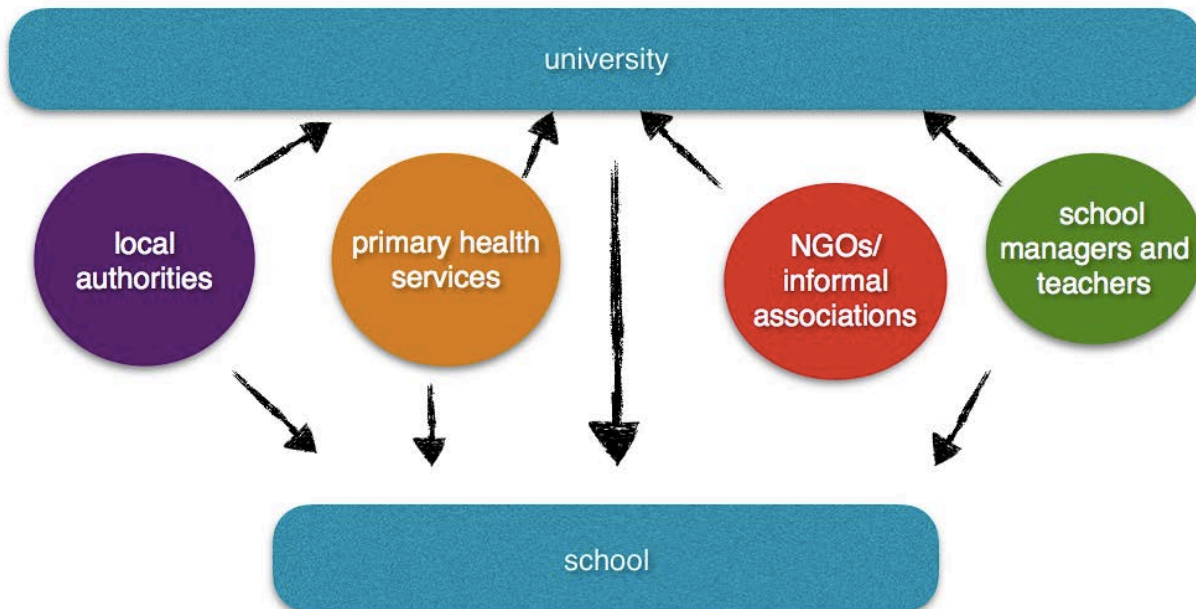 university
local
authorities
primary health
services
NGOs/
informal
associations
school
managers and
teachers
school